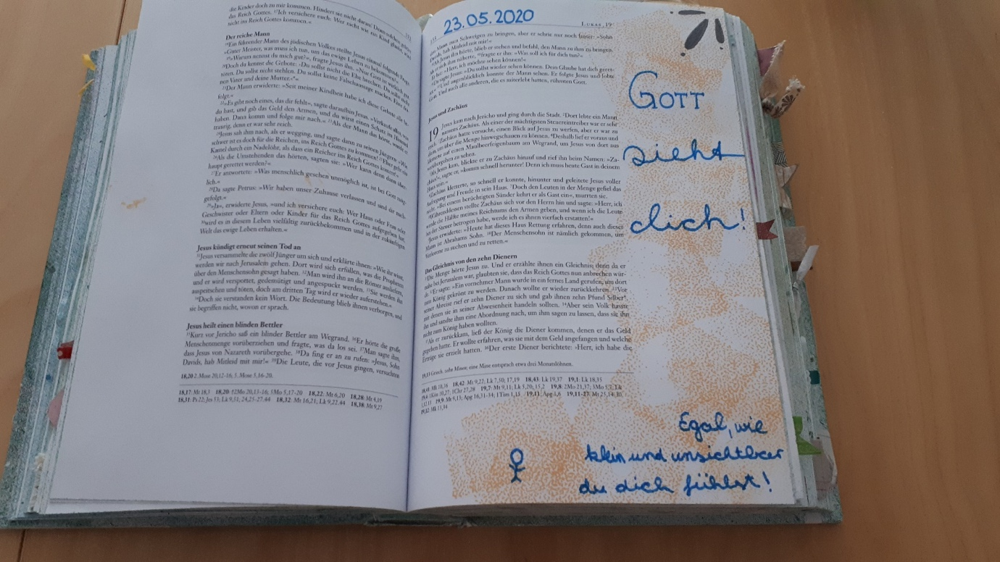 die Kinder doch zu mir kommen. Hindert sie nicht daran! Denn solchen gehört
das Reich Gottes. 17Ich versichere euch: Wer nicht wie ein Kind glaubt, wird
nicht ins Reich Gottes kommen.«
Der reiche Mann
18Ein führender Mann des jüdischen Volkes stellte Jesus einmal folgende Frage:
»Guter Meister, was muss ich tun, um das ewige Leben zu bekommen?«
19»Warum nennst du mich gut?«, fragte Jesus ihn. »Nur Gott ist wirklich gut.
20Doch du kennst die Gebote: ›Du sollst nicht die Ehe brechen. Du sollst nicht
töten. Du sollst nicht stehlen. Du sollst keine Falschaussage machen. Ehre dei-
nen Vater und deine Mutter.‹*«
21Der Mann erwiderte: »Seit meiner Kindheit habe ich diese Gebote alle be-
folgt.«
22»Es gibt noch eines, das dir fehlt«, sagte daraufhin Jesus. »Verkaufe alles, was
du hast, und gib das Geld den Armen, und du wirst einen Schatz im Himmel
haben. Dann komm und folge mir nach.« 23Als der Mann das hörte, wurde er
traurig, denn er war sehr reich.
24Jesus sah ihm nach, als er wegging, und sagte dann zu seinen Jüngern: »Wie
schwer ist es doch für die Reichen, ins Reich Gottes zu kommen! 25Eher geht ein
Kamel durch ein Nadelöhr, als dass ein Reicher ins Reich Gottes kommt!«
26Als die Umstehenden das hörten, sagten sie: »Wer kann denn dann über-
haupt gerettet werden?«
27Er antwortete: »Was menschlich gesehen unmöglich ist, ist bei Gott mög-
lich.«
28Da sagte Petrus: »Wir haben unser Zuhause verlassen und sind dir nach-
gefolgt.«
29»Ja«, erwiderte Jesus, »und ich versichere euch: Wer Haus oder Frau oder
Geschwister oder Eltern oder Kinder für das Reich Gottes aufgegeben hat,
30wird es in diesem Leben vielfältig zurückbekommen und in der zukünftigen
Welt das ewige Leben erhalten.«
Jesus kündigt erneut seinen Tod an
31Jesus versammelte die zwölf Jünger um sich und erklärte ihnen: »Wie ihr wisst,
werden wir nach Jerusalem gehen. Dort wird sich erfüllen, was die Propheten
über den Menschensohn gesagt haben. 32Man wird ihn an die Römer ausliefern,
und er wird verspottet, gedemütigt und angespuckt werden. 33Sie werden ihn
auspeitschen und töten, doch am dritten Tag wird er wieder auferstehen.«
34Doch sie verstanden kein Wort. Die Bedeutung blieb ihnen verborgen, und
sie begriffen nicht, wovon er sprach.
Jesus heilt einen blinden Bettler
35Kurz vor Jericho saß ein blinder Bettler am Wegrand. 36Er hörte die große
Menschenmenge vorüberziehen und fragte, was da los sei. 37Man sagte ihm,
dass Jesus von Nazareth vorübergehe. 38Da fing er an zu rufen: »Jesus, Sohn
Davids, hab Mitleid mit mir!« 39Die Leute, die vor Jesus gingen, versuchten
18,20 2. Mose 20,12-16; 5. Mose 5,16-20.
18,17: Mt 18,3 18,20: 2Mo 20,13-16; 5Mo 5,17-20 18,22: Mt 6,20 18,28: Mt 4,19
18,31: Ps 22; Jes 53; Lk 9,51; 24,25-27.44 18,32: Mt 16,21; Lk 9,22.44 18,38: Mt 9,27
23.05.2020
LUKAS, 19
den Mann zum Schweigen zu bringen, aber er schrie nur noch lauter: »Sohn
Davids, hab Mitleid mit mir!«
40Als Jesus ihn hörte, blieb er stehen und befahl, den Mann zu ihm zu bringen.
Als er sich ihm näherte, 41fragte er ihn: »Was soll ich für dich tun?«
Er bat: »Herr, ich möchte sehen können!«
42Da sagte Jesus: »Du sollst wieder sehen können. Dein Glaube hat dich geret-
tet.« 43Und augenblicklich konnte der Mann sehen. Er folgte Jesus und lobte
Gott. Und auch alle anderen, die es miterlebt hatten, rühmten Gott.
Jesus und Zachäus
19 Jesus kam nach Jericho und ging durch die Stadt. 2Dort lebte ein Mann
namens Zachäus. Als einer der mächtigsten Steuereintreiber war er sehr
reich. 3Zachäus hatte versucht, einen Blick auf Jesus zu werfen, aber er war zu
klein, um über die Menge hinwegschauen zu können. 4Deshalb lief er voraus und
kletterte auf einen Maulbeerfeigenbaum am Wegrand, um Jesus von dort aus
vorübergehen zu sehen.
5Als Jesus kam, blickte er zu Zachäus hinauf und rief ihn beim Namen: »Za-
chäus!«, sagte er, »komm schnell herunter! Denn ich muss heute Gast in deinem
Haus sein.«
6Zachäus kletterte, so schnell er konnte, hinunter und geleitete Jesus voller
Aufregung und Freude in sein Haus. 7Doch den Leuten in der Menge gefiel das
nicht. »Bei einem berüchtigten Sünder kehrt er als Gast ein«, murrten sie.
8Währenddessen stellte Zachäus sich vor den Herrn hin und sagte: »Herr, ich
werde die Hälfte meines Reichtums den Armen geben, und wenn ich die Leute
bei der Steuer betrogen habe, werde ich es ihnen vierfach erstatten!«
9Jesus erwiderte: »Heute hat dieses Haus Rettung erfahren, denn auch dieser
Mann ist Abrahams Sohn. 10Der Menschensohn ist nämlich gekommen, um
Verlorene zu suchen und zu retten.«
Das Gleichnis von den zehn Dienern
11Die Menge hörte Jesus zu. Und er erzählte ihnen ein Gleichnis, denn da er
nahe bei Jerusalem war, glaubten sie, dass das Reich Gottes nun anbrechen wür-
de. 12Er sagte: »Ein vornehmer Mann wurde in ein fernes Land gerufen, um dort
zum König gekrönt zu werden. Danach wollte er wieder zurückkehren. 13Vor
seiner Abreise rief er zehn Diener zu sich und gab ihnen zehn Pfund Silber*,
mit denen sie in seiner Abwesenheit handeln sollten. 14Aber sein Volk hasste
ihn und sandte ihm eine Abordnung nach, um ihm sagen zu lassen, dass sie ihn
nicht zum König haben wollten.
15Als er zurückkam, ließ der König die Diener kommen, denen er das Geld
gegeben hatte. Er wollte erfahren, was sie mit dem Geld angefangen und welche
Erträge sie erzielt hatten. 16Der erste Diener berichtete: ›Herr, ich habe die
19,13 Griech. zehn Minen; eine Mine entsprach etwa drei Monatslöhnen.
18,42: Mt 9,22; Lk 7,50; 17,19 18,43: Lk 19,37 19,1: Lk 18,35
19,7: Mt 9,11; Lk 5,30; 15,2 19,8: 2Mo 21,37;
19,9: Mt 9,13; Apg 16,31-34; 1Tim 1,15 19,11: Apg 1,6 19,11-27: Mt 25,14-30
GOTT
sieht
dich!
Egal, wie
klein und unsichtbar
du dich fühlst!